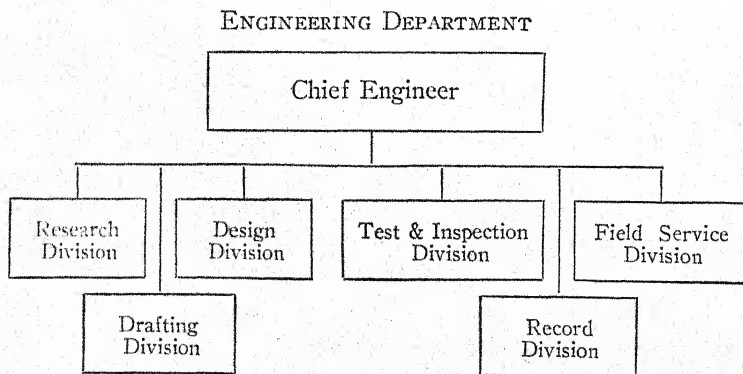 ENGINEERING DEPARTMENT
Chief Engineer
Research
Division
Design
Division
Test & Inspection
Division
Field Service
Division
Drafting
Division
Record
Division